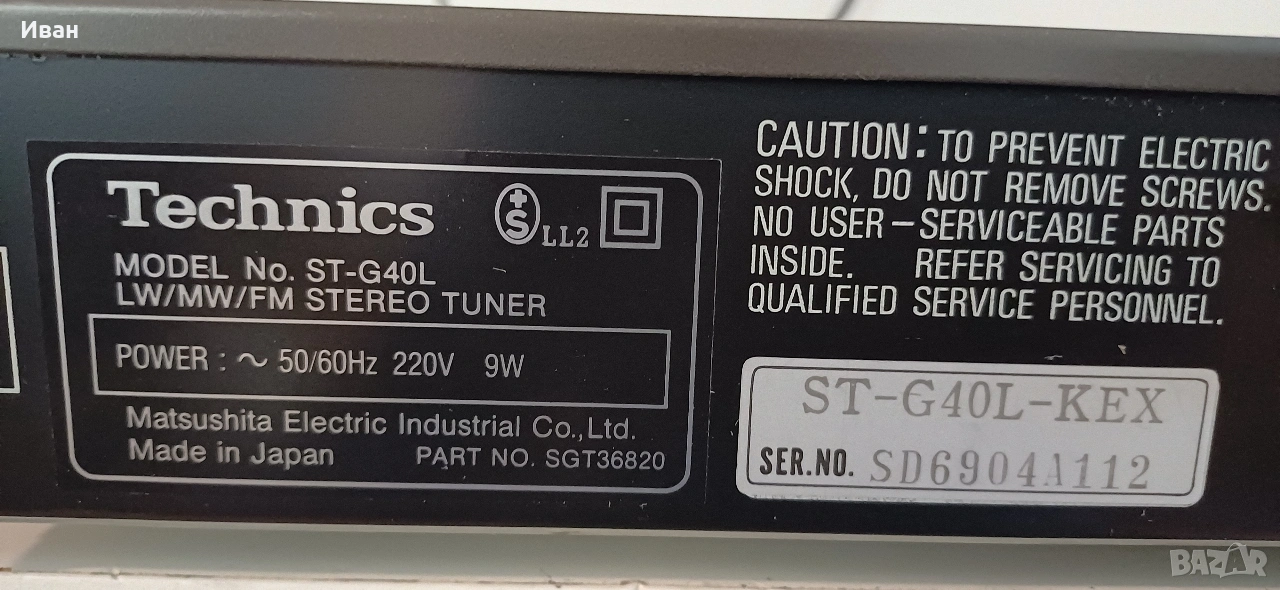 Иван
Technics
S LL2
MODEL No. ST-G40L
LW/MW/FM STEREO TUNER
POWER : ~ 50/60Hz 220V 9W
Matsushita Electric Industrial Co.,Ltd.
Made in Japan PART NO. SGT36820
CAUTION: TO PREVENT ELECTRIC
SHOCK, DO NOT REMOVE SCREWS.
NO USER-SERVICEABLE PARTS
INSIDE. REFER SERVICING TO
QUALIFIED SERVICE PERSONNEL.
ST-G40L-KEX
SER.NO. SD6904A112
BAZAR